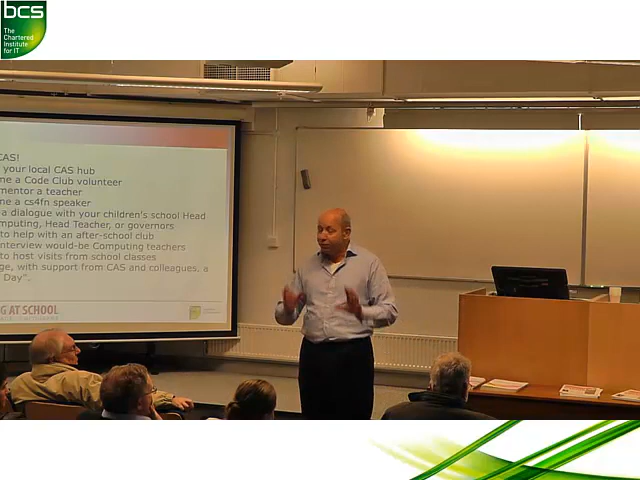 bcs
The
Chartered
Institute
for IT
CAS!
your local CAS hub
me a Code Club volunteer
mentor a teacher
me a cs4fn speaker
a dialogue with your children's school Head
mputing, Head Teacher, or governors
to help with an after-school club
nterview would-be Computing teachers
to host visits from school classes
ge, with support from CAS and colleagues, a
Day".
G AT SCHOOL